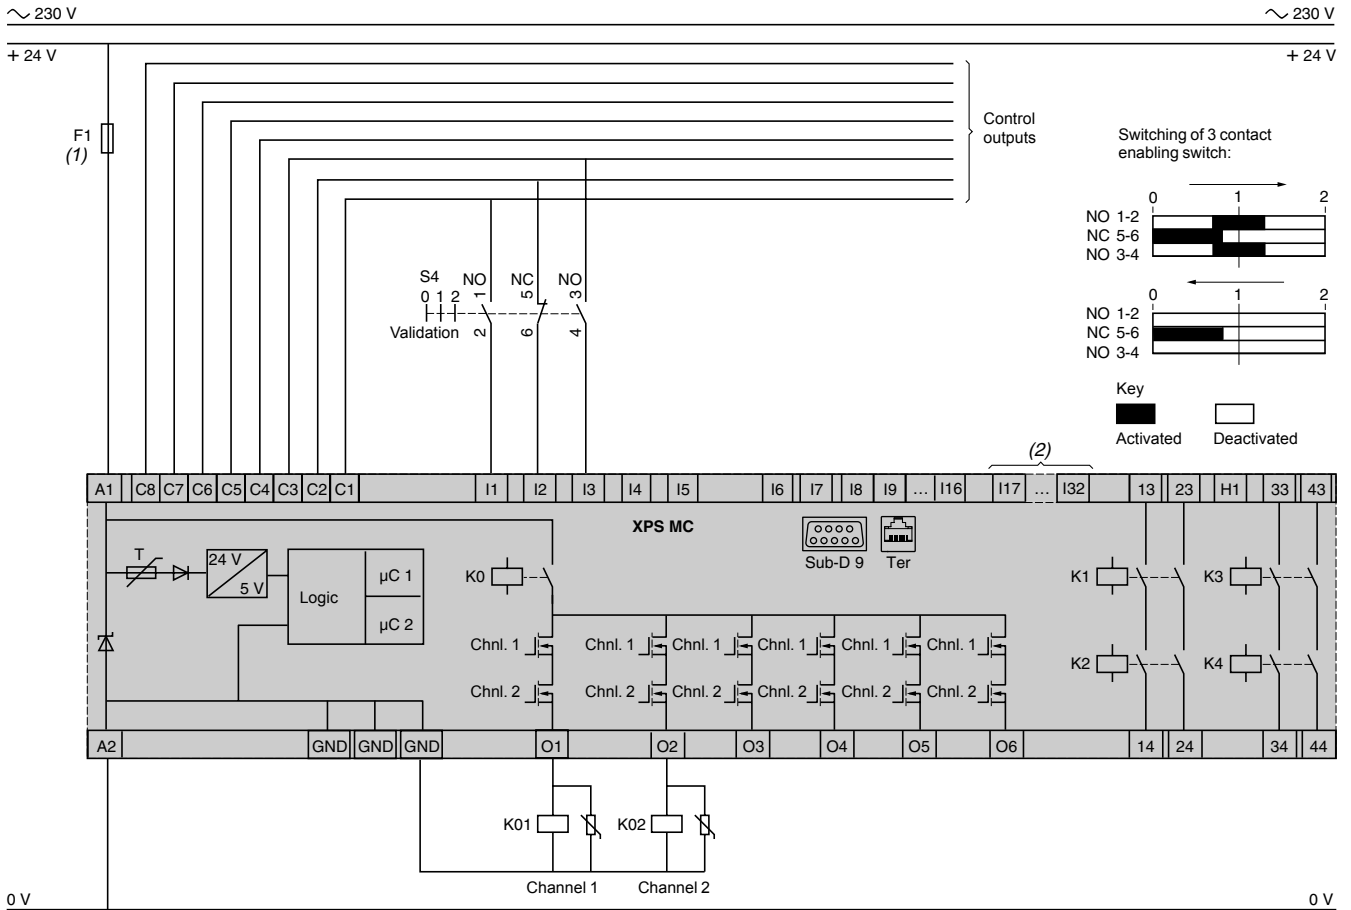 230 V
230 V
+ 24 V
+ 24 V
F1
(1)
Control
outputs
Switching of 3 contact
enabling switch:
0 1 2
NO 1-2
NC 5-6
NO 3-4
0 1 2
NO 1-2
NC 5-6
NO 3-4
Key
Activated Deactivated
S4
0 1 2
Validation
NO
1
2
NC
5
6
NO
3
4
(2)
A1 C8 C7 C6 C5 C4 C3 C2 C1 I1 I2 I3 I4 I5 I6 I7 I8 I9 ... I16 I17 ... I32 13 23 H1 33 43
XPS MC
Sub-D 9 Ter
T
24 V
5 V
Logic
µC 1
µC 2
K0
K1 K3
K2 K4
Chnl. 1 Chnl. 1 Chnl. 1 Chnl. 1 Chnl. 1 Chnl. 1
Chnl. 2 Chnl. 2 Chnl. 2 Chnl. 2 Chnl. 2 Chnl. 2
A2 GND GND GND O1 O2 O3 O4 O5 O6 14 24 34 44
K01 K02
Channel 1 Channel 2
0 V 0 V